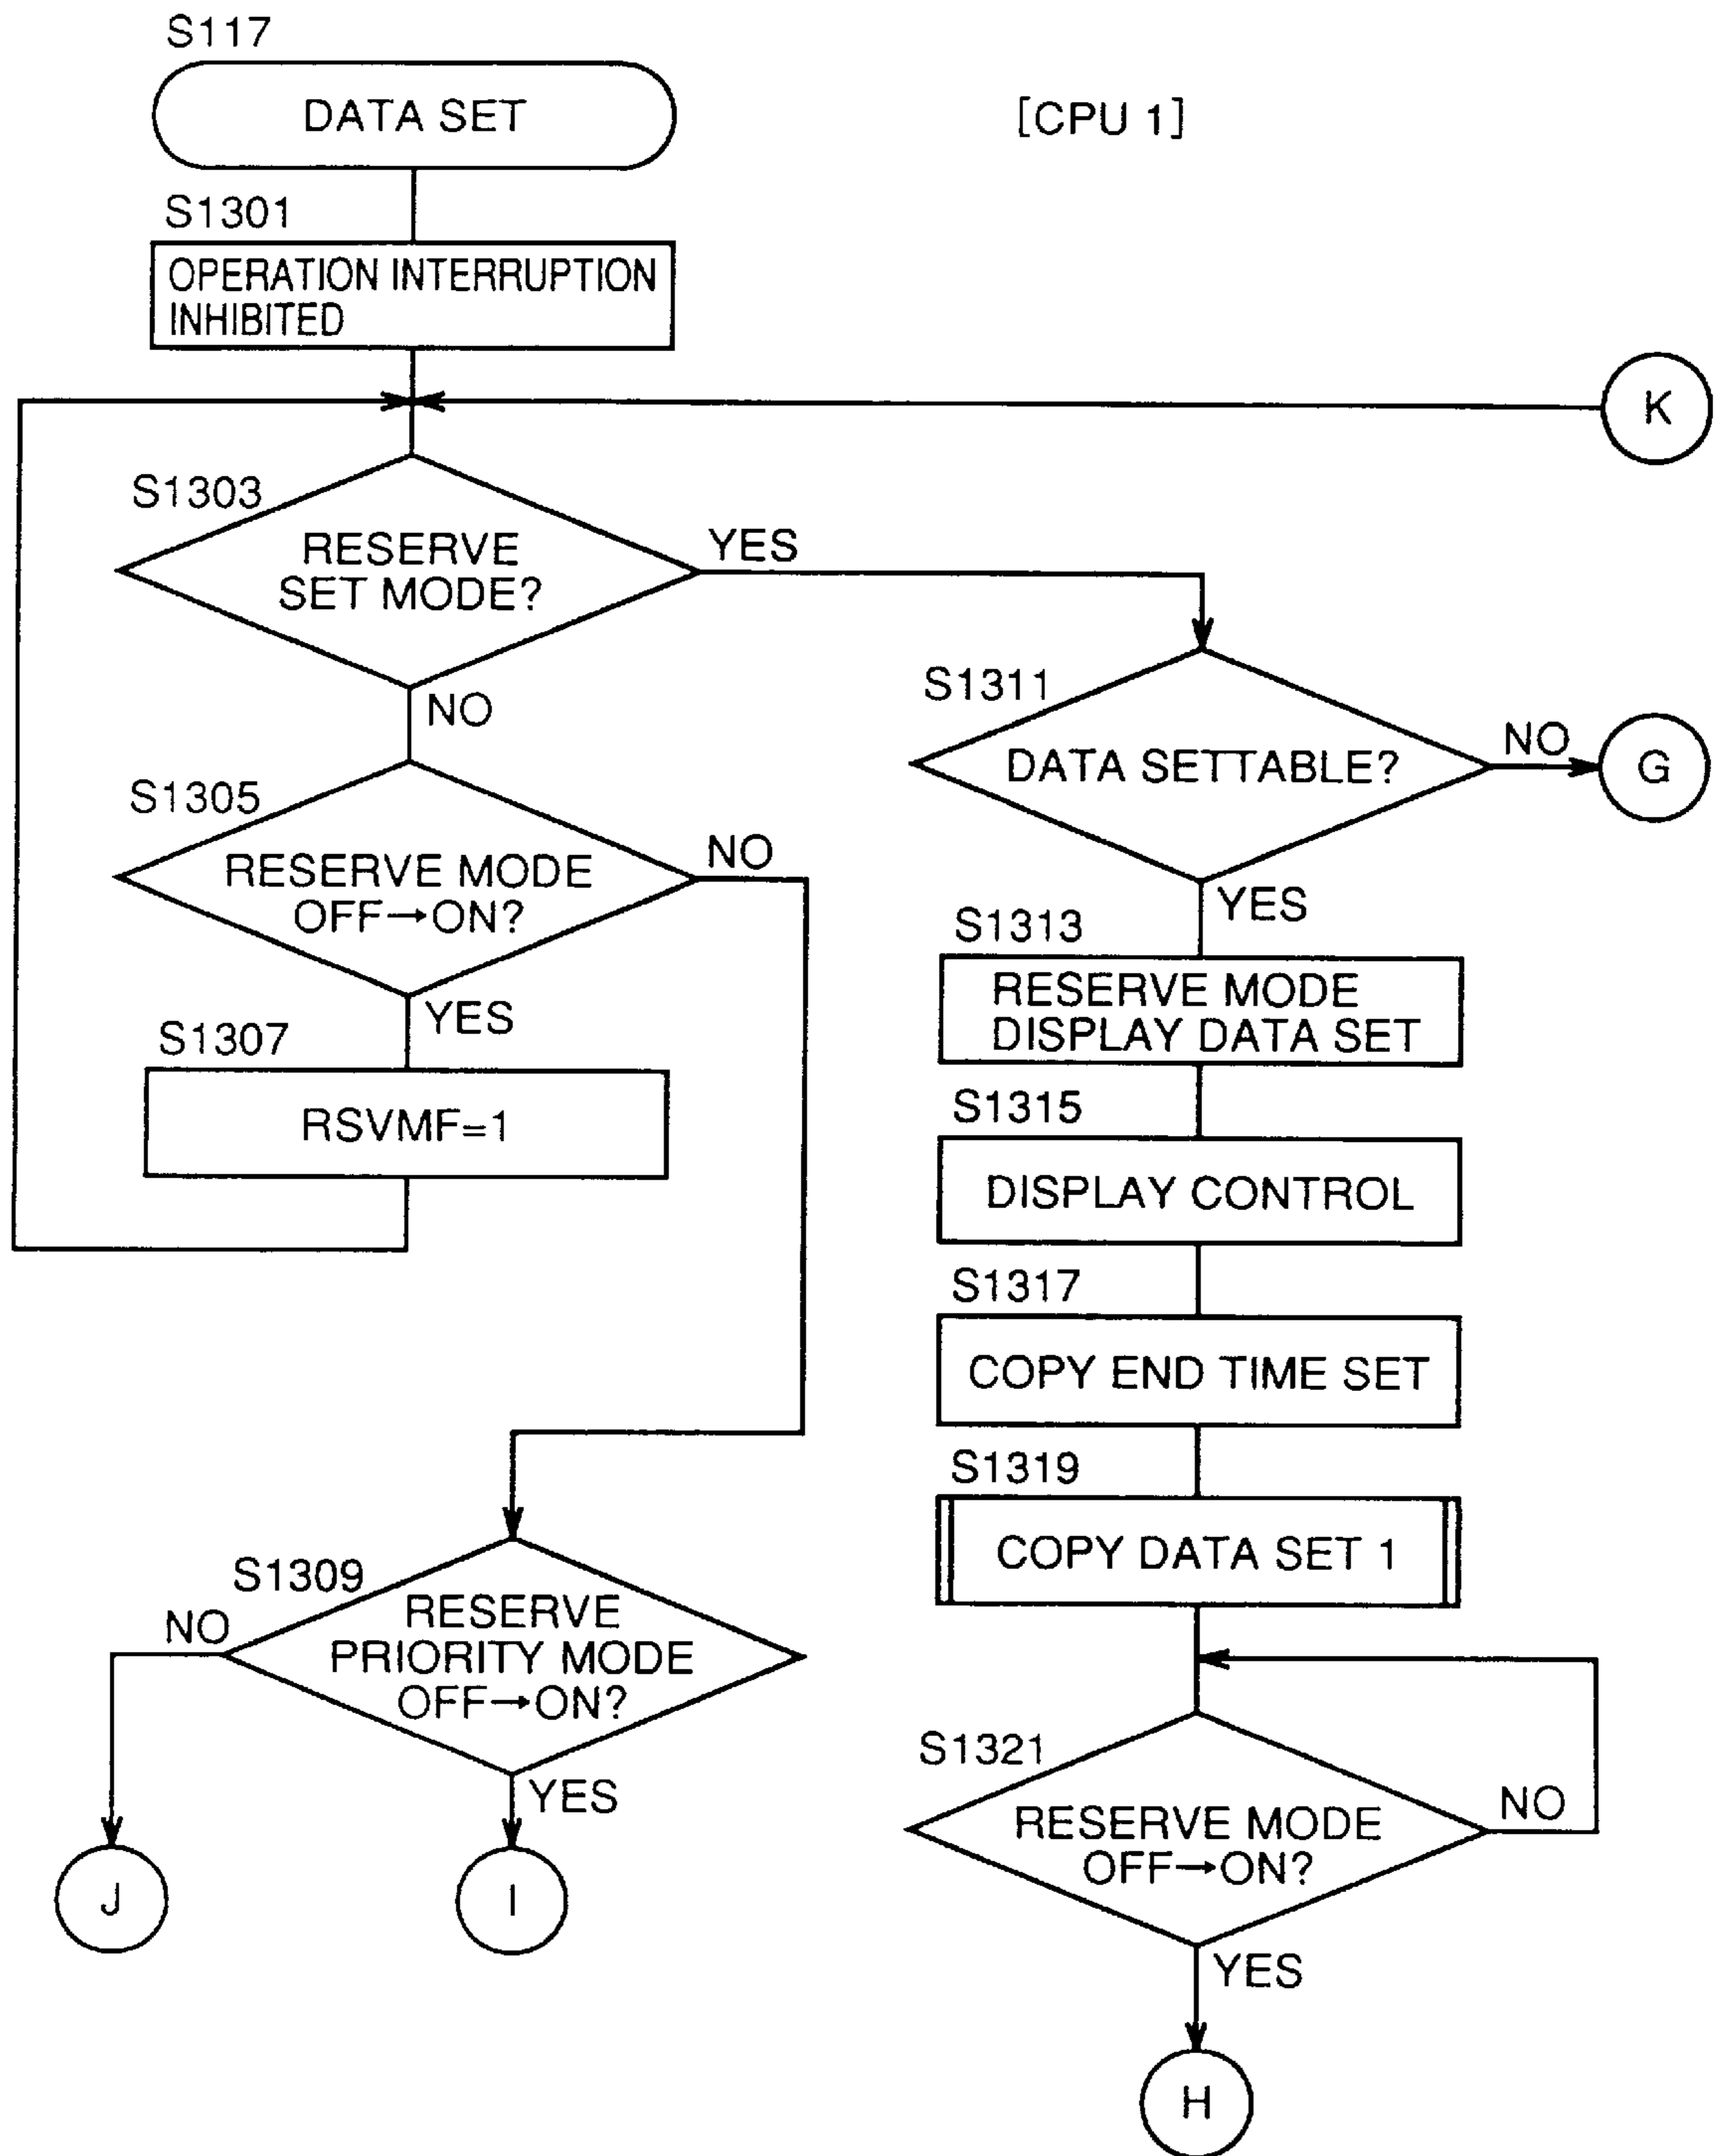 S117
DATA SET
[CPU 1]
S1301
OPERATION INTERRUPTION
INHIBITED
K
S1303
RESERVE
SET MODE?
YES
NO
S1305
RESERVE MODE
OFF→ON?
NO
YES
S1307
RSVMF=1
S1309
RESERVE
PRIORITY MODE
OFF→ON?
NO
YES
J
I
S1311
DATA SETTABLE?
NO
G
YES
S1313
RESERVE MODE
DISPLAY DATA SET
S1315
DISPLAY CONTROL
S1317
COPY END TIME SET
S1319
COPY DATA SET 1
S1321
RESERVE MODE
OFF→ON?
NO
YES
H